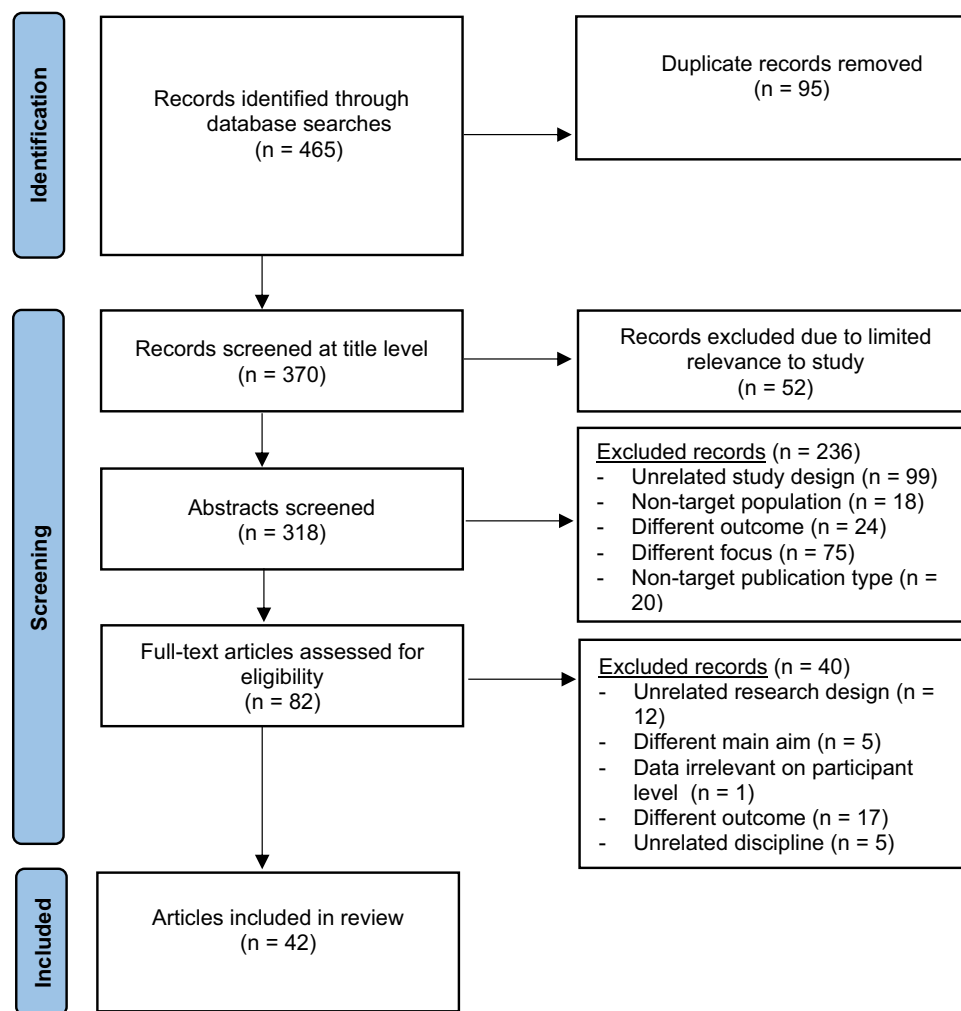 Identification
Records identified through
database searches
(n = 465)
Duplicate records removed
(n = 95)
Screening
Records screened at title level
(n = 370)
Records excluded due to limited
relevance to study
(n = 52)
Abstracts screened
(n = 318)
Excluded records (n = 236)
- Unrelated study design (n = 99)
- Non-target population (n = 18)
- Different outcome (n = 24)
- Different focus (n = 75)
- Non-target publication type (n =
20)
Full-text articles assessed for
eligibility
(n = 82)
Excluded records (n = 40)
- Unrelated research design (n =
12)
- Different main aim (n = 5)
- Data irrelevant on participant
level (n = 1)
- Different outcome (n = 17)
- Unrelated discipline (n = 5)
Included
Articles included in review
(n = 42)